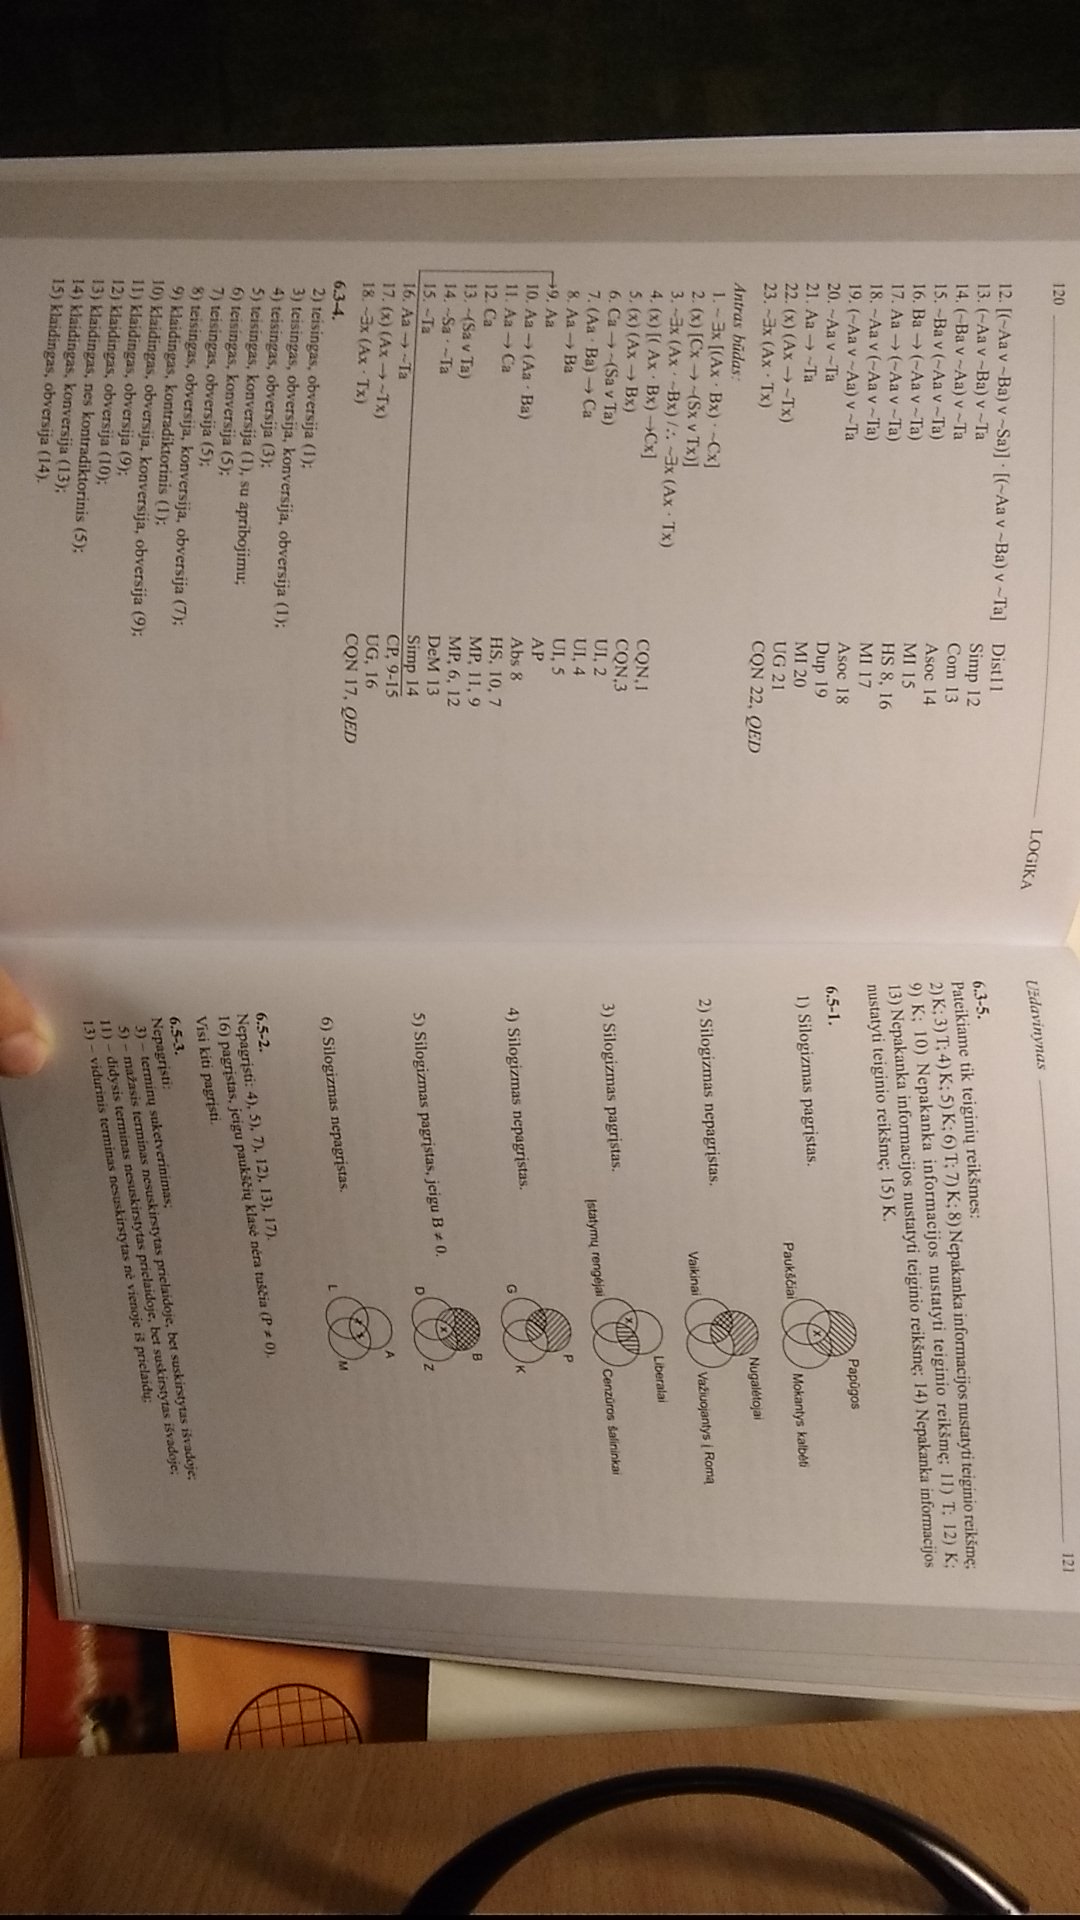 120
LOGIKA
12. [(~Aa v ~Ba) v ~Sa)] · [(~Aa v ~Ba) v ~Ta] Dist11
13. (~Aa v ~Ba) v ~Ta Simp 12
14. (~Ba v ~Aa) v ~Ta Com 13
15. ~Ba v (~Aa v ~Ta) Asoc 14
16. Ba → (~Aa v ~Ta) MI 15
17. Aa → (~Aa v ~Ta) HS 8, 16
18. ~Aa v (~Aa v ~Ta) MI 17
19. (~Aa v ~Aa) v ~Ta Asoc 18
20. ~Aa v ~Ta Dup 19
21. Aa → ~Ta MI 20
22. (x) (Ax → ~Tx) UG 21
23. ~∃x (Ax · Tx) CQN 22, QED
Antras būdas:
1. ~ ∃x [(Ax · Bx) · ~Cx]
2. (x) [Cx → ~(Sx v Tx)]
3. ~∃x (Ax · ~Bx) /∴ ~∃x (Ax · Tx)
4. (x) [( Ax · Bx) →Cx] CQN,1
5. (x) (Ax → Bx) CQN,3
6. Ca → ~(Sa v Ta) UI, 2
7. (Aa · Ba) → Ca UI, 4
8. Aa → Ba UI, 5
9. Aa AP
10. Aa → (Aa · Ba) Abs 8
11. Aa → Ca HS, 10, 7
12. Ca MP, 11, 9
13. ~(Sa v Ta) MP, 6, 12
14. ~Sa · ~Ta DeM 13
15. ~Ta Simp 14
16. Aa → ~Ta CP, 9-15
17. (x) (Ax → ~Tx) UG, 16
18. ~∃x (Ax · Tx) CQN 17, QED
6.3-4.
2) teisingas, obversija (1);
3) teisingas, obversija, konversija, obversija (1);
4) teisingas, obversija (3);
5) teisingas, konversija (1), su apribojimu;
6) teisingas, konversija (5);
7) teisingas, obversija (5);
8) teisingas, obversija, konversija, obversija (7);
9) klaidingas, kontradiktorinis (1);
10) klaidingas, obversija (9);
11) klaidingas, obversija, konversija, obversija (9);
12) klaidingas, obversija (10);
13) klaidingas, nes kontradiktorinis (5);
14) klaidingas, konversija (13);
15) klaidingas, obversija (14).
Uždavinynas
121
6.3-5.
Pateikiame tik teiginių reikšmes:
2) K; 3) T; 4) K; 5) K; 6) T; 7) K; 8) Nepakanka informacijos nustatyti teiginio reikšmę;
9) K; 10) Nepakanka informacijos nustatyti teiginio reikšmę; 11) T; 12) K;
13) Nepakanka informacijos nustatyti teiginio reikšmę; 14) Nepakanka informacijos
nustatyti teiginio reikšmę; 15) K.
6.5-1.
1) Silogizmas pagrįstas.
Papūgos
Paukščiai
Mokantys kalbėti
x
2) Silogizmas nepagrįstas.
Nugalėtojai
Vaikinai
Važiuojantys į Romą
3) Silogizmas pagrįstas.
Liberalai
Įstatymų rengėjai
Cenzūros šalininkai
x
4) Silogizmas nepagrįstas.
P
G
K
5) Silogizmas pagrįstas, jeigu B ≠ 0.
B
D
Z
x
6) Silogizmas nepagrįstas.
A
L
M
x x
6.5-2.
Nepagrįsti: 4), 5), 7), 12), 13), 17).
16) pagrįstas, jeigu paukščių klasė nėra tuščia (P ≠ 0).
Visi kiti pagrįsti.
6.5-3.
Nepagrįsti:
3) – terminų suketverinimas;
5) – mažasis terminas nesuskirstytas prielaidoje, bet suskirstytas išvadoje;
11) – didysis terminas nesuskirstytas prielaidoje, bet suskirstytas išvadoje;
13) – vidurinis terminas nesuskirstytas nė vienoje iš prielaidų;